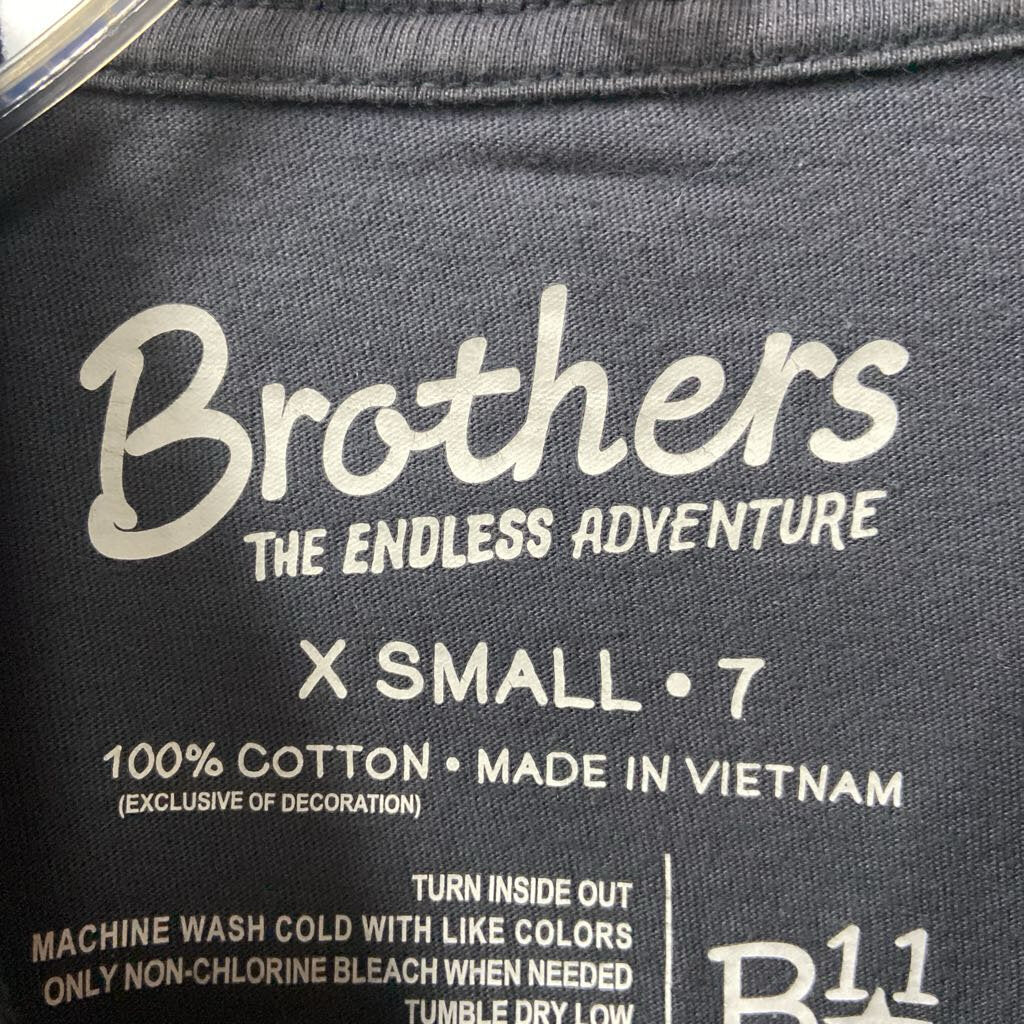 Brothers
THE ENDLESS ADVENTURE
X SMALL • 7
100% COTTON • MADE IN VIETNAM
(EXCLUSIVE OF DECORATION)
TURN INSIDE OUT
MACHINE WASH COLD WITH LIKE COLORS
ONLY NON-CHLORINE BLEACH WHEN NEEDED
TUMBLE DRY LOW
B11